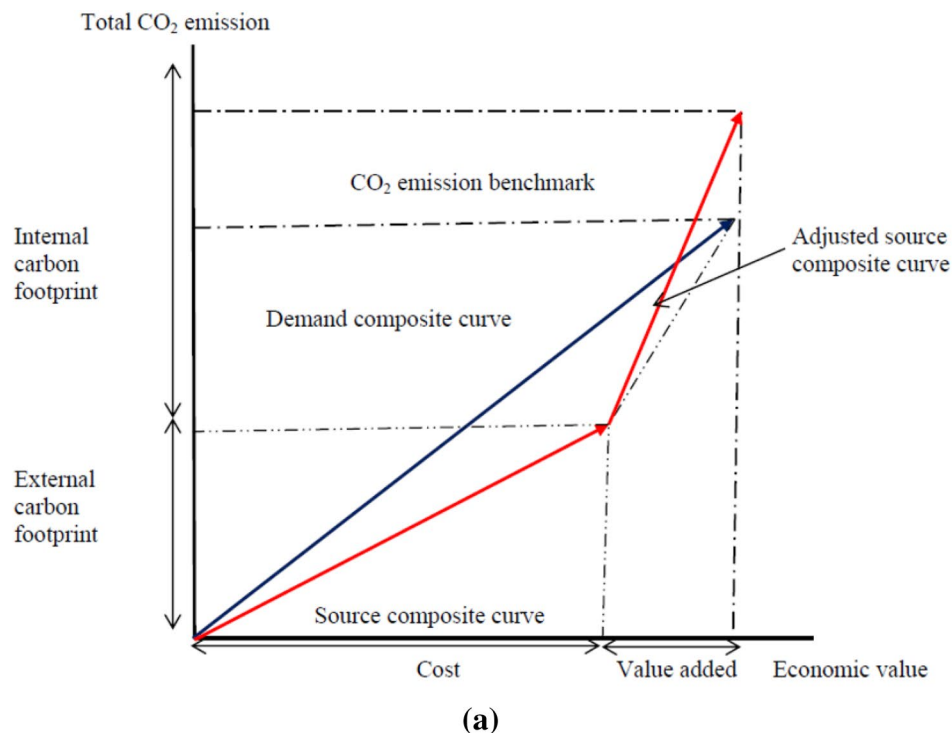 Total CO₂ emission
CO₂ emission benchmark
Internal
carbon
footprint
Adjusted source
composite curve
Demand composite curve
External
carbon
footprint
Source composite curve
Cost
Value added
Economic value
(a)